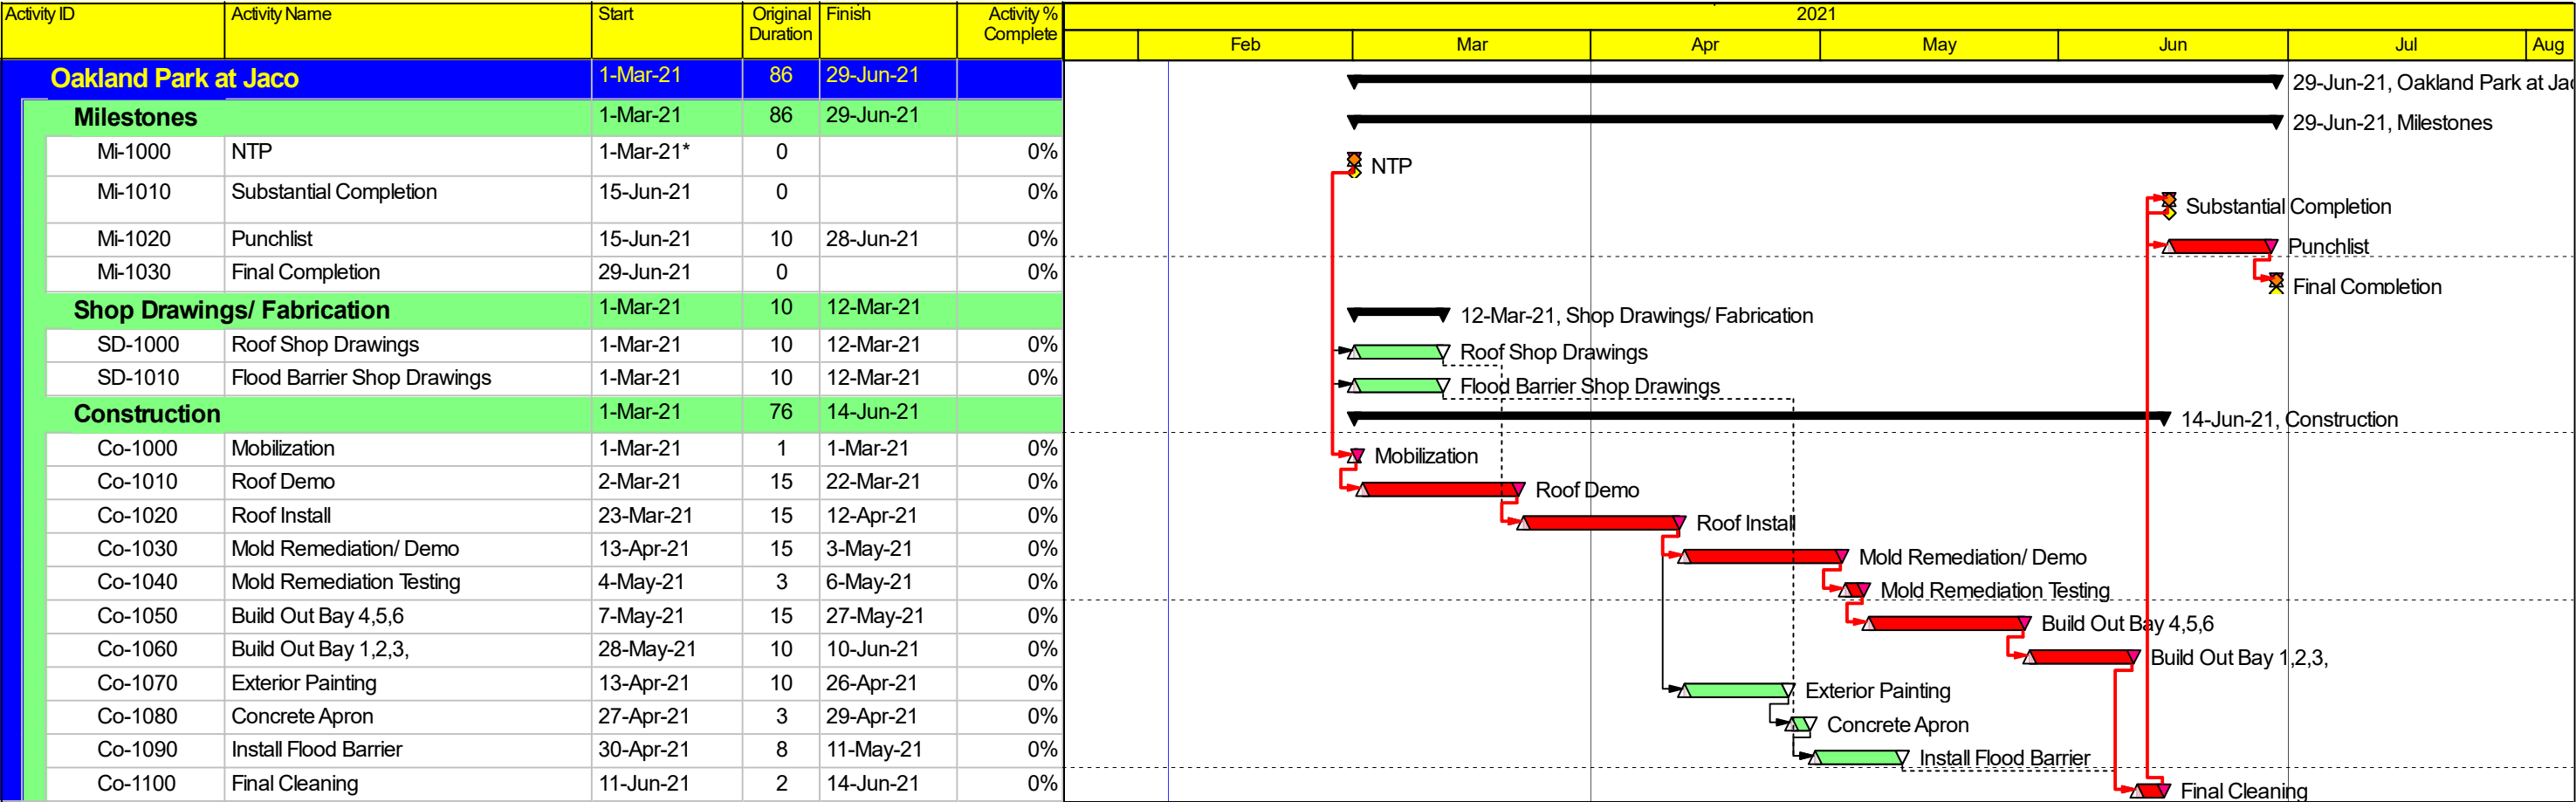 Activity ID Activity Name Start Original Duration Finish Activity % Complete 2021
Feb Mar Apr May Jun Jul Aug
Oakland Park at Jaco 1-Mar-21 86 29-Jun-21 29-Jun-21, Oakland Park at Jac
Milestones 1-Mar-21 86 29-Jun-21 29-Jun-21, Milestones
Mi-1000 NTP 1-Mar-21* 0 0% NTP
Mi-1010 Substantial Completion 15-Jun-21 0 0% Substantial Completion
Mi-1020 Punchlist 15-Jun-21 10 28-Jun-21 0% Punchlist
Mi-1030 Final Completion 29-Jun-21 0 0% Final Completion
Shop Drawings/ Fabrication 1-Mar-21 10 12-Mar-21 12-Mar-21, Shop Drawings/ Fabrication
SD-1000 Roof Shop Drawings 1-Mar-21 10 12-Mar-21 0% Roof Shop Drawings
SD-1010 Flood Barrier Shop Drawings 1-Mar-21 10 12-Mar-21 0% Flood Barrier Shop Drawings
Construction 1-Mar-21 76 14-Jun-21 14-Jun-21, Construction
Co-1000 Mobilization 1-Mar-21 1 1-Mar-21 0% Mobilization
Co-1010 Roof Demo 2-Mar-21 15 22-Mar-21 0% Roof Demo
Co-1020 Roof Install 23-Mar-21 15 12-Apr-21 0% Roof Install
Co-1030 Mold Remediation/ Demo 13-Apr-21 15 3-May-21 0% Mold Remediation/ Demo
Co-1040 Mold Remediation Testing 4-May-21 3 6-May-21 0% Mold Remediation Testing
Co-1050 Build Out Bay 4,5,6 7-May-21 15 27-May-21 0% Build Out Bay 4,5,6
Co-1060 Build Out Bay 1,2,3, 28-May-21 10 10-Jun-21 0% Build Out Bay 1,2,3,
Co-1070 Exterior Painting 13-Apr-21 10 26-Apr-21 0% Exterior Painting
Co-1080 Concrete Apron 27-Apr-21 3 29-Apr-21 0% Concrete Apron
Co-1090 Install Flood Barrier 30-Apr-21 8 11-May-21 0% Install Flood Barrier
Co-1100 Final Cleaning 11-Jun-21 2 14-Jun-21 0% Final Cleaning